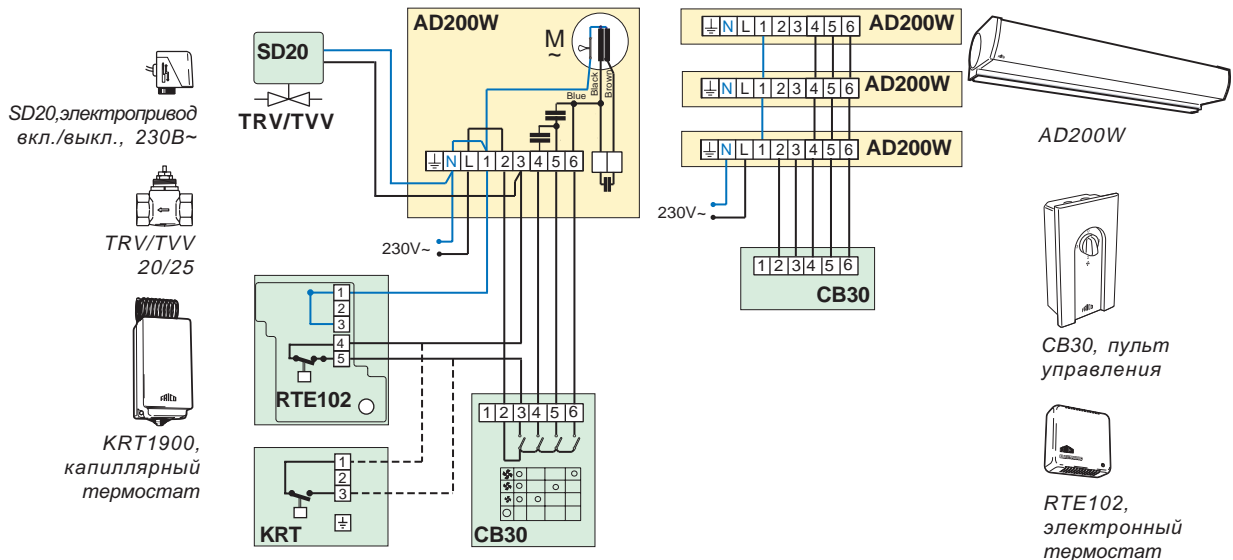 SD20,электропривод
вкл./выкл., 230В~
TRV/TVV
20/25
KRT1900,
капиллярный
термостат
SD20
TRV/TVV
AD200W
M
~
Black
Brown
Blue
N L 1 2 3 4 5 6
230V~
1
2
3
4
5
RTE102
1
2
3
KRT
1 2 3 4 5 6
CB30
AD200W
N L 1 2 3 4 5 6
AD200W
N L 1 2 3 4 5 6
AD200W
N L 1 2 3 4 5 6
230V~
1 2 3 4 5 6
CB30
AD200W
CB30, пульт
управления
RTE102,
электронный
термостат